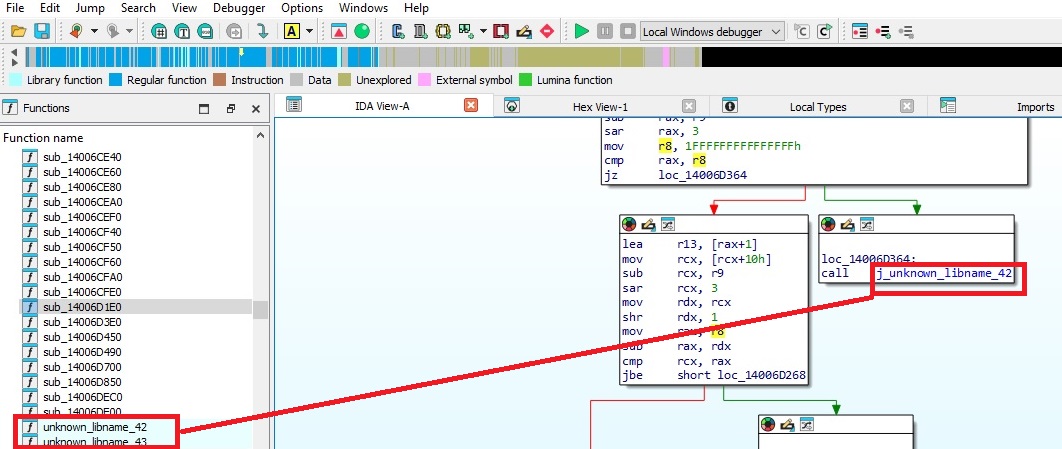 File Edit Jump Search View Debugger Options Windows Help
Local Windows debugger
Library function Regular function Instruction Data Unexplored External symbol Lumina function
Functions
IDA View-A Hex View-1 Local Types Imports
Function name
sub_14006CE40
sub_14006CE60
sub_14006CE80
sub_14006CEA0
sub_14006CEF0
sub_14006CF40
sub_14006CF50
sub_14006CF60
sub_14006CFA0
sub_14006CFE0
sub_14006D1E0
sub_14006D3E0
sub_14006D450
sub_14006D490
sub_14006D700
sub_14006D850
sub_14006DEC0
unknown_libname_42
unknown_libname_43
sub rax, r9
sar rax, 3
mov r8, 1FFFFFFFFFFFFFFFh
cmp rax, r8
jz loc_14006D364
lea r13, [rax+1]
mov rcx, [rcx+10h]
sub rcx, r9
sar rcx, 3
mov rdx, rcx
shr rdx, 1
mov rax, r8
sub rax, rdx
cmp rcx, rax
jbe short loc_14006D268
loc_14006D364:
call j_unknown_libname_42